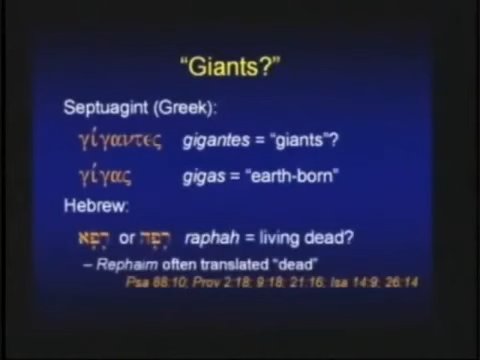 “Giants?”
Septuagint (Greek):
γίγαντες gigantes = “giants”?
γίγας gigas = “earth-born”
Hebrew:
רָפָא or רָפָה raphah = living dead?
– Rephaim often translated “dead”
Psa 88:10; Prov 2:18; 9:18; 21:16; Isa 14:9; 26:14